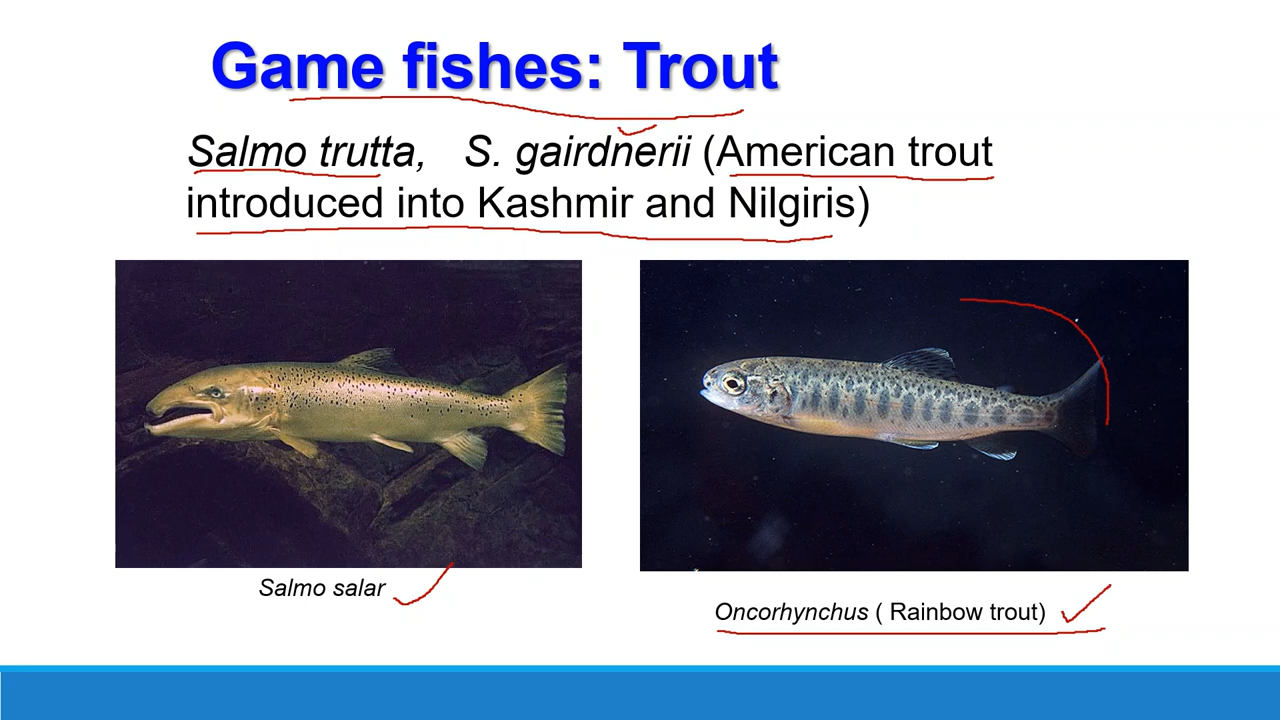 Game fishes: Trout
Salmo trutta, S. gairdnerii (American trout
introduced into Kashmir and Nilgiris)
Salmo salar
Oncorhynchus ( Rainbow trout)